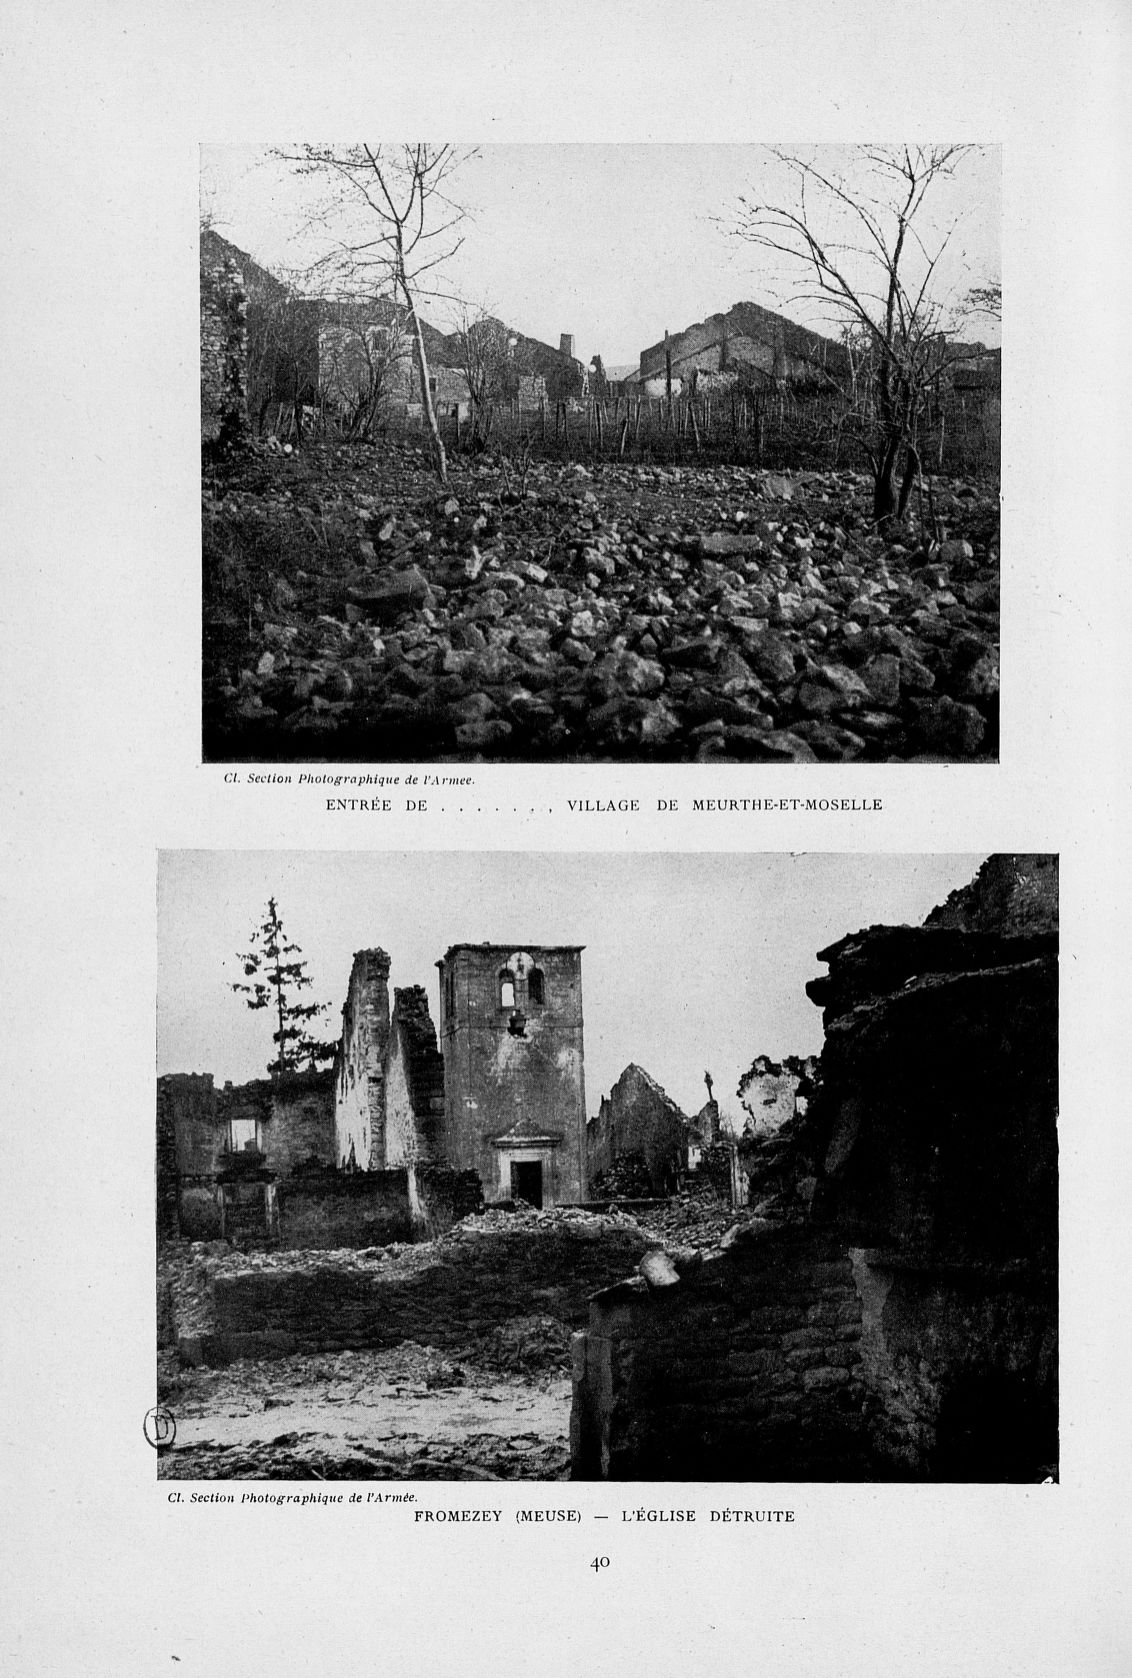 Cl. Section Photographique de l'Armee.
ENTRÉE DE . . . . . . . , VILLAGE DE MEURTHE-ET-MOSELLE
D
Cl. Section Photographique de l'Armée.
FROMEZEY (MEUSE) — L'ÉGLISE DÉTRUITE
40